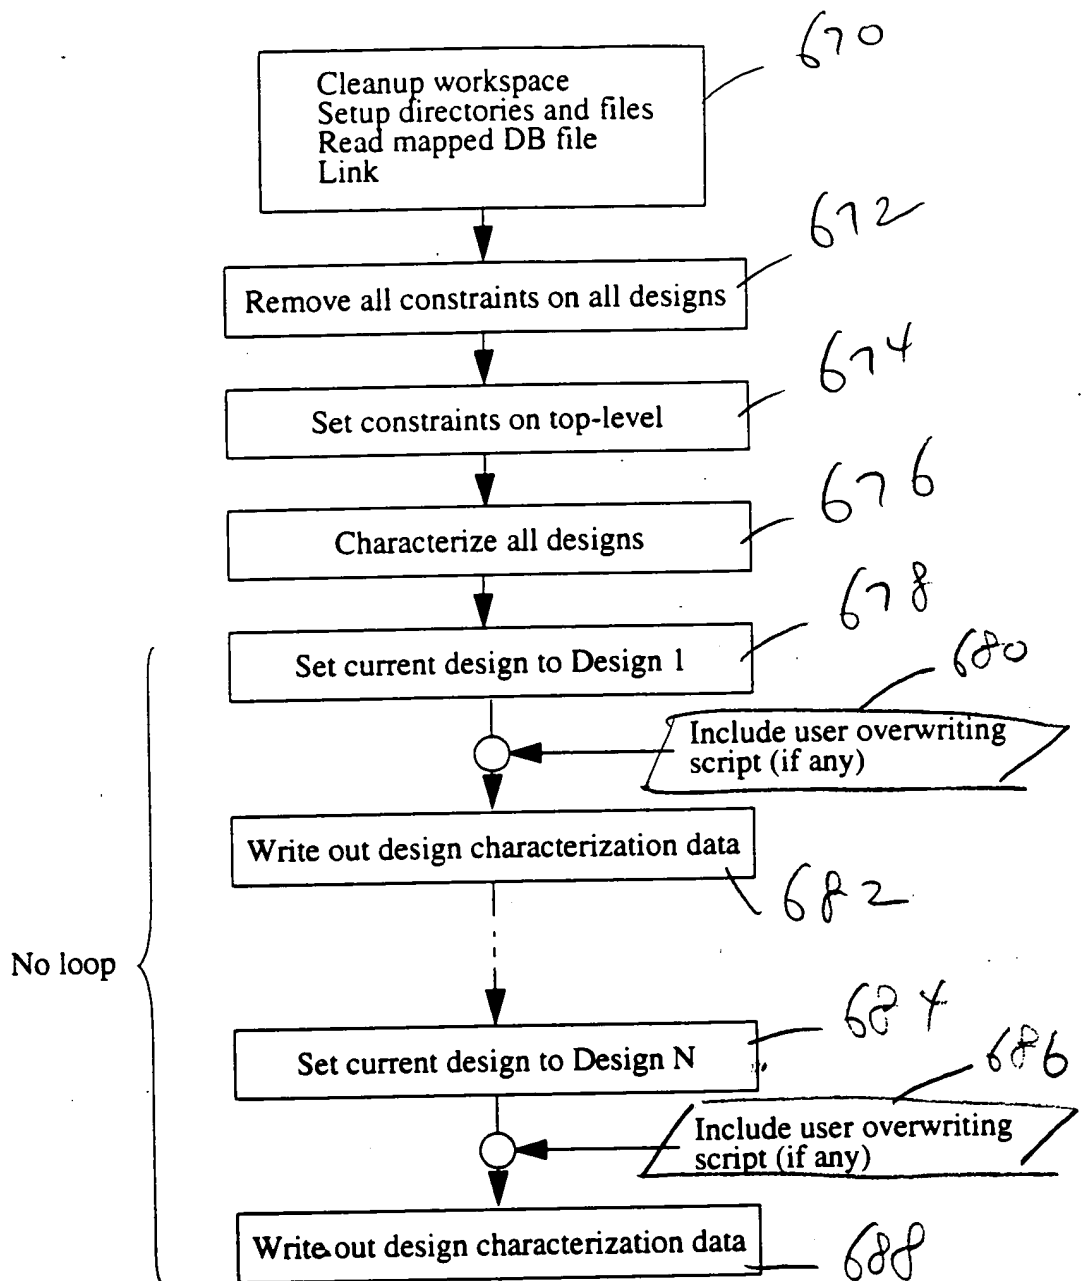 670
Cleanup workspace
Setup directories and files
Read mapped DB file
Link
672
Remove all constraints on all designs
674
Set constraints on top-level
676
Characterize all designs
678
Set current design to Design 1
680
Include user overwriting
script (if any)
Write out design characterization data
682
No loop
684
Set current design to Design N
686
Include user overwriting
script (if any)
Write out design characterization data
688